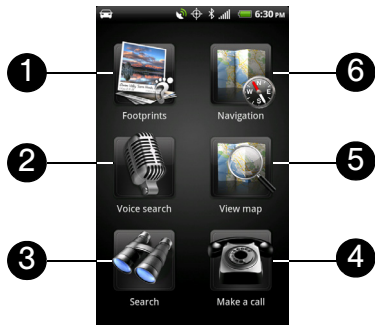 6:30 PM
1
6
Footprints
Navigation
N
W E
S
2
5
Voice search
View map
3
4
Search
Make a call